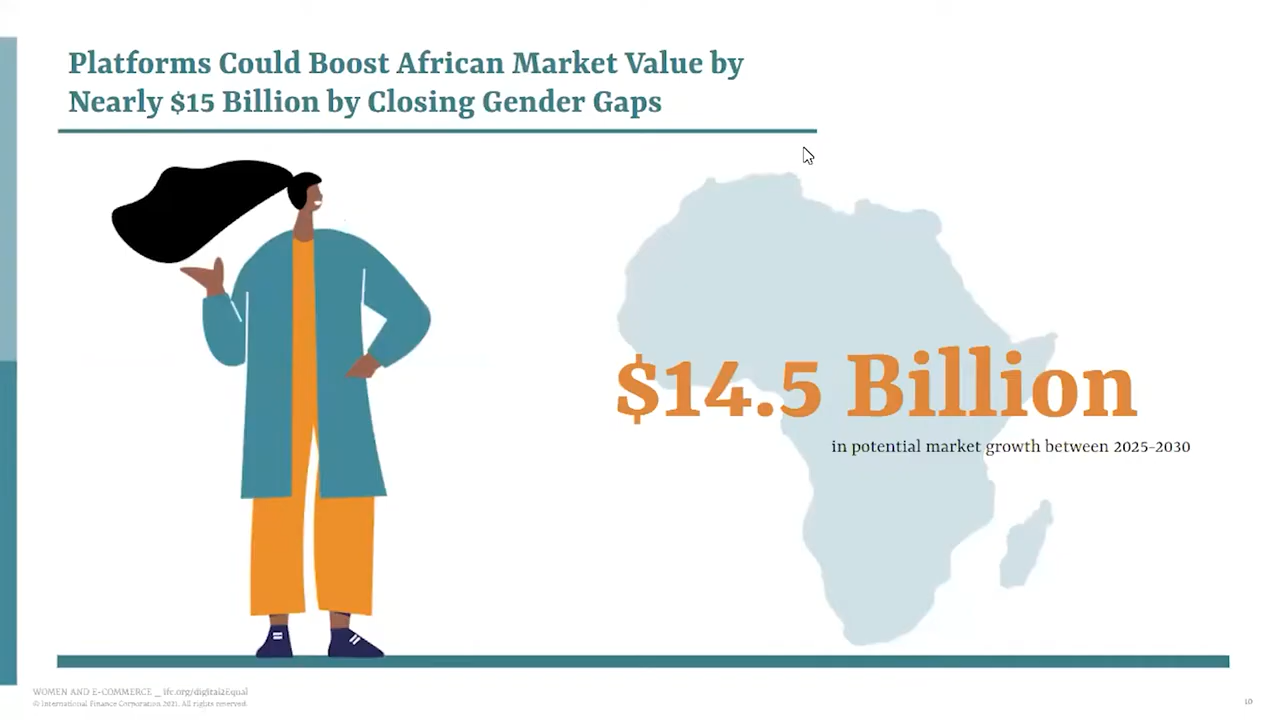 Platforms Could Boost African Market Value by
Nearly $15 Billion by Closing Gender Gaps
$14.5 Billion
in potential market growth between 2025-2030
WOMEN AND E-COMMERCE _ ifc.org/digital2Equal
© International Finance Corporation 2021. All rights reserved.
10